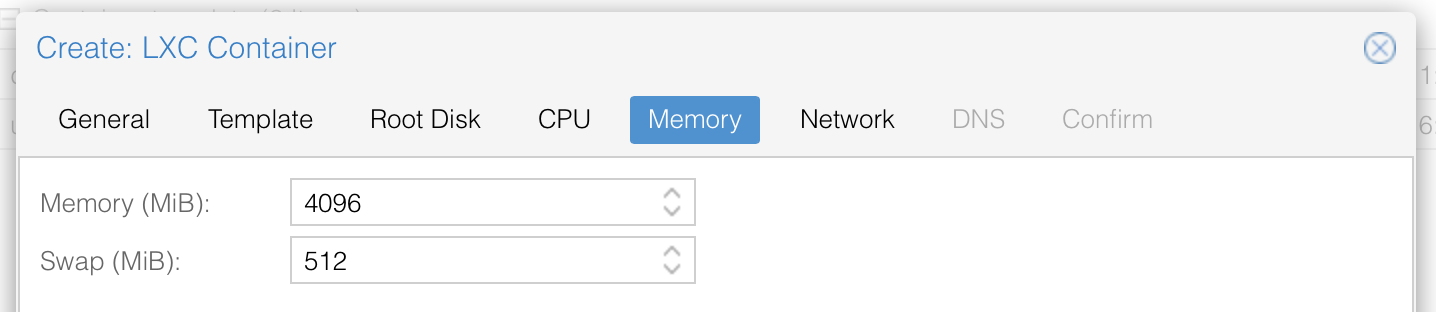 Create: LXC Container
General Template Root Disk CPU Memory Network DNS Confirm
Memory (MiB): 4096
Swap (MiB): 512